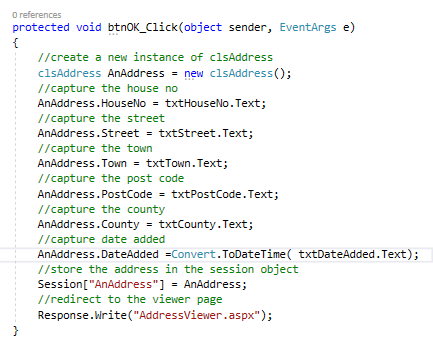 0 references
protected void btnOK_Click(object sender, EventArgs e)
{
//create a new instance of clsAddress
clsAddress AnAddress = new clsAddress();
//capture the house no
AnAddress.HouseNo = txtHouseNo.Text;
//capture the street
AnAddress.Street = txtStreet.Text;
//capture the town
AnAddress.Town = txtTown.Text;
//capture the post code
AnAddress.PostCode = txtPostCode.Text;
//capture the county
AnAddress.County = txtCounty.Text;
//capture date added
AnAddress.DateAdded =Convert.ToDateTime( txtDateAdded.Text);
//store the address in the session object
Session["AnAddress"] = AnAddress;
//redirect to the viewer page
Response.Write("AddressViewer.aspx");
}